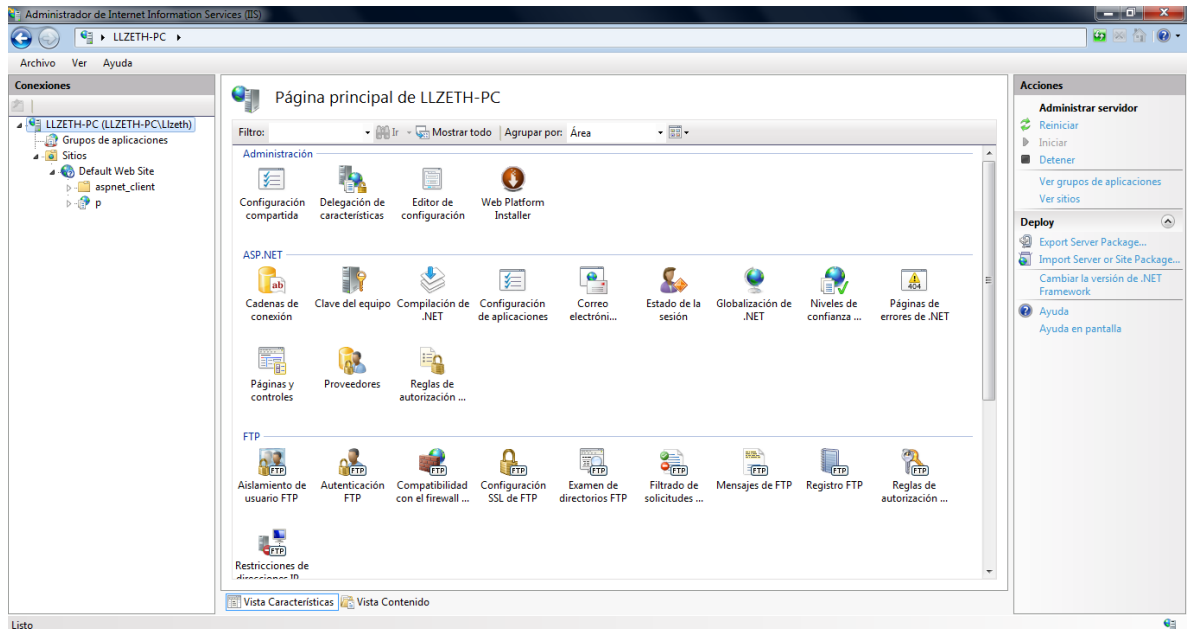 Administrador de Internet Information Services (IIS)
LLZETH-PC
Archivo Ver Ayuda
Conexiones
LLZETH-PC (LLZETH-PC\Llzeth)
Grupos de aplicaciones
Sitios
Default Web Site
aspnet_client
p
Página principal de LLZETH-PC
Filtro: Ir Mostrar todo Agrupar por: Área
Administración
Configuración compartida
Delegación de características
Editor de configuración
Web Platform Installer
ASP.NET
Cadenas de conexión
Clave del equipo
Compilación de .NET
Configuración de aplicaciones
Correo electróni...
Estado de la sesión
Globalización de .NET
Niveles de confianza ...
Páginas de errores de .NET
Páginas y controles
Proveedores
Reglas de autorización ...
FTP
Aislamiento de usuario FTP
Autenticación FTP
Compatibilidad con el firewall ...
Configuración SSL de FTP
Examen de directorios FTP
Filtrado de solicitudes ...
Mensajes de FTP
Registro FTP
Reglas de autorización ...
Restricciones de direcciones IP
Vista Características Vista Contenido
Acciones
Administrar servidor
Reiniciar
Iniciar
Detener
Ver grupos de aplicaciones
Ver sitios
Deploy
Export Server Package...
Import Server or Site Package...
Cambiar la versión de .NET
Framework
Ayuda
Ayuda en pantalla
Listo